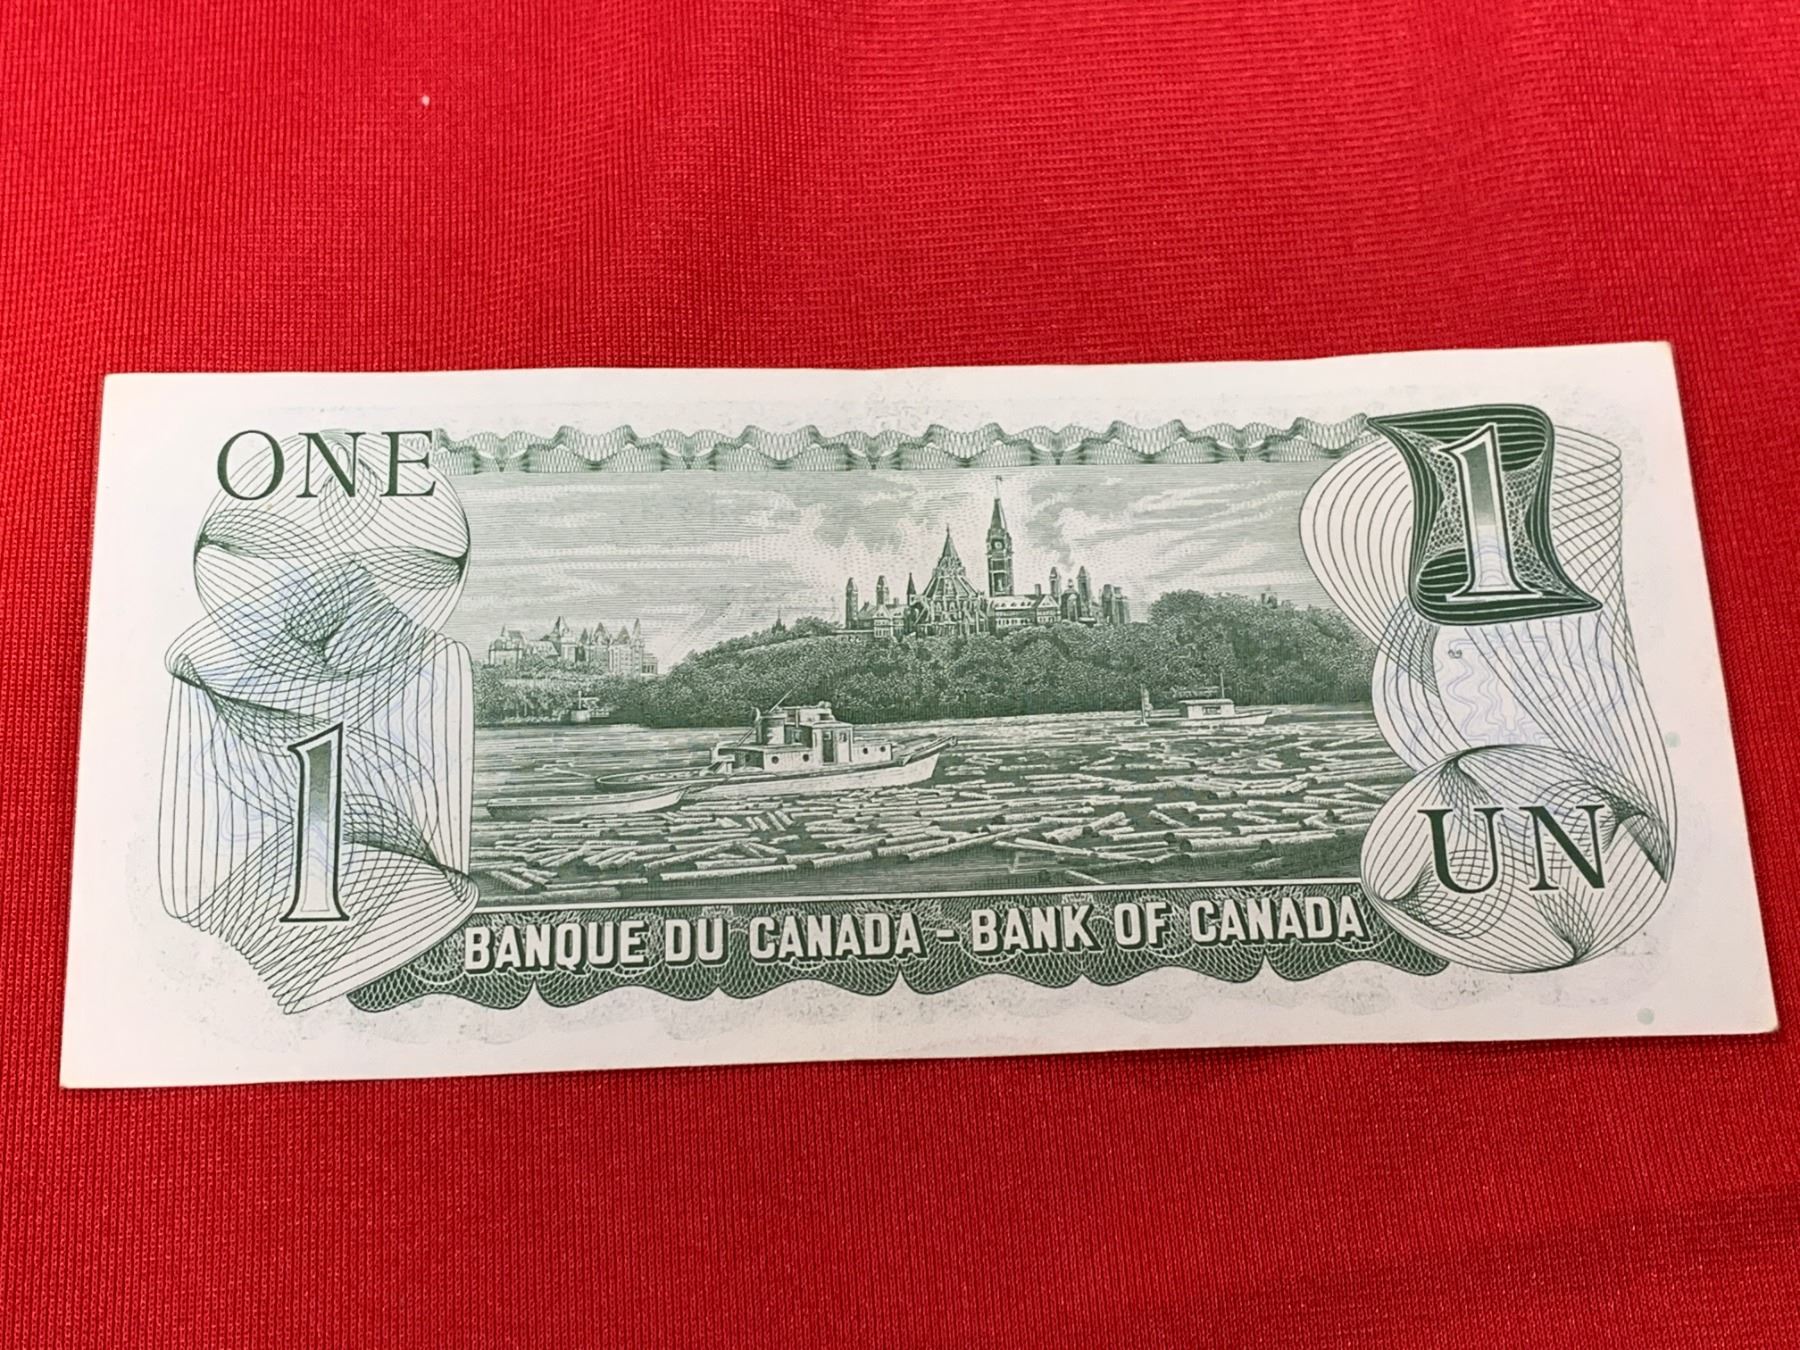 ONE
1
1
UN
BANQUE DU CANADA - BANK OF CANADA